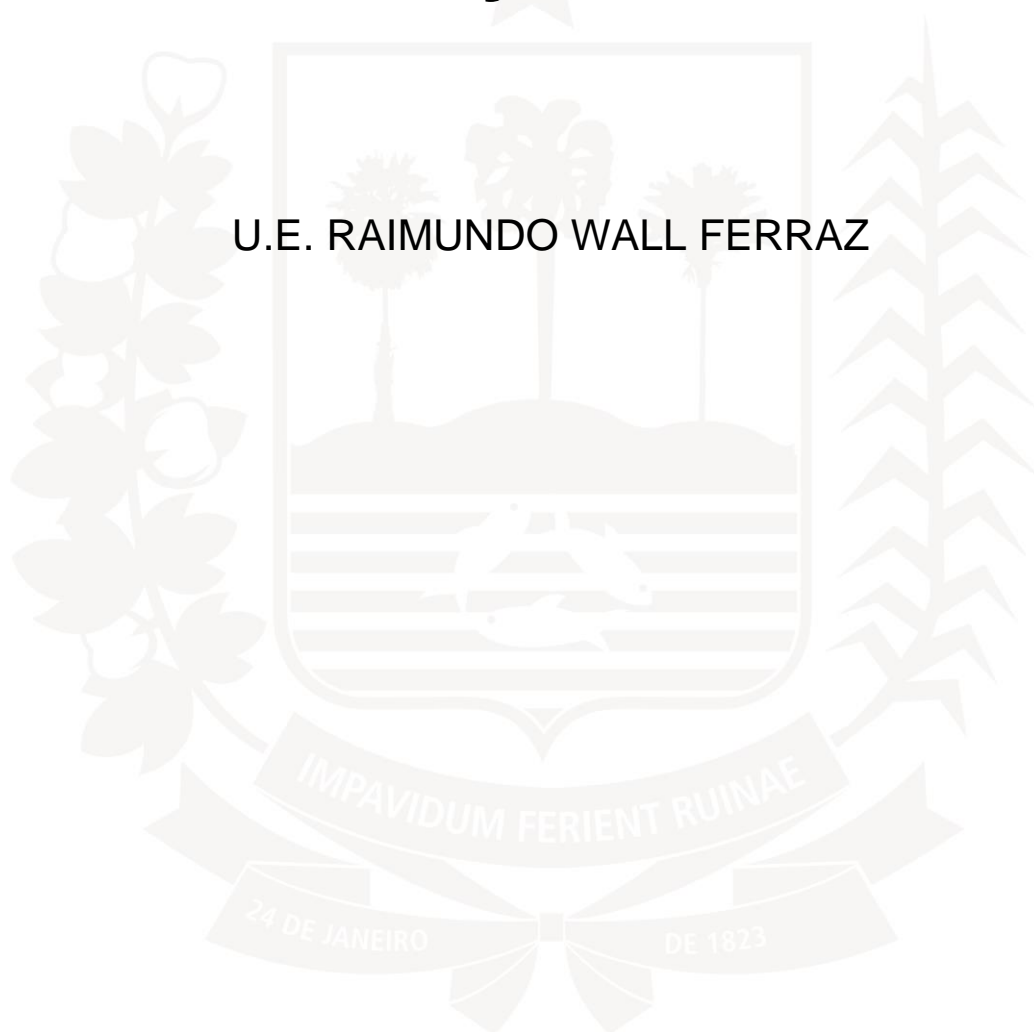 U.E. RAIMUNDO WALL FERRAZ
IMPAVIDUM FERIENT RUINAE
24 DE JANEIRO
DE 1823